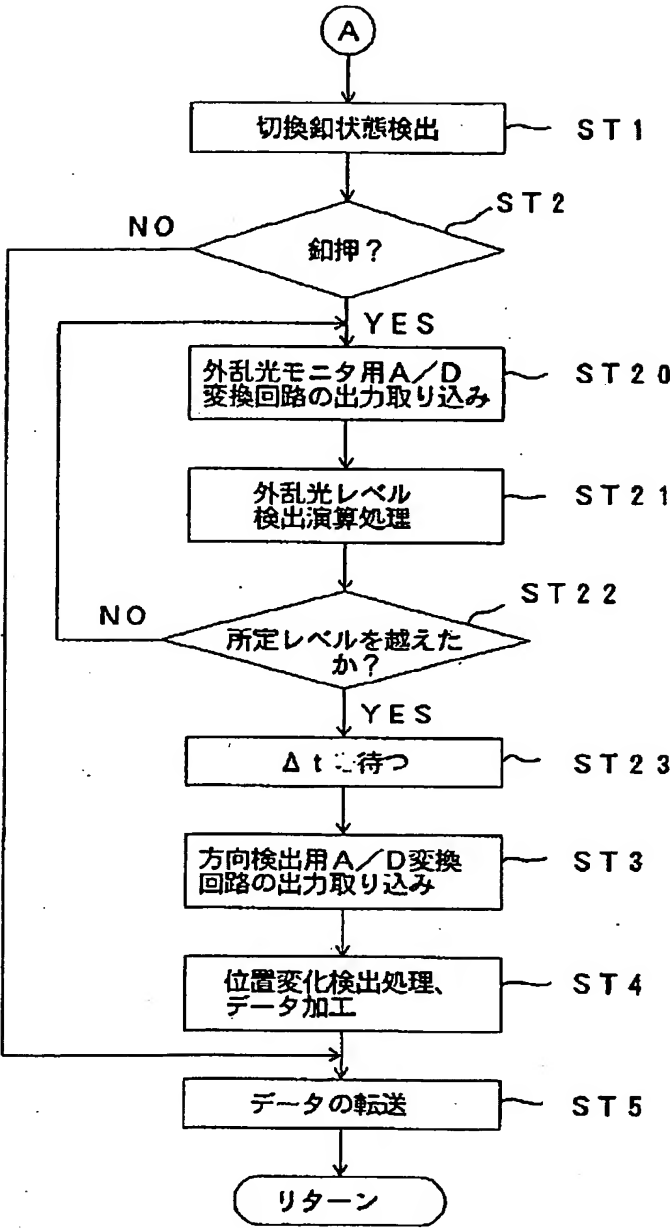 A
切換釦状態検出
ST1
ST2
NO
釦押？
YES
外乱光モニタ用A／D
変換回路の出力取り込み
ST20
外乱光レベル
検出演算処理
ST21
ST22
NO
所定レベルを越えた
か？
YES
Δt 待つ
ST23
方向検出用A／D変換
回路の出力取り込み
ST3
位置変化検出処理、
データ加工
ST4
データの転送
ST5
リターン